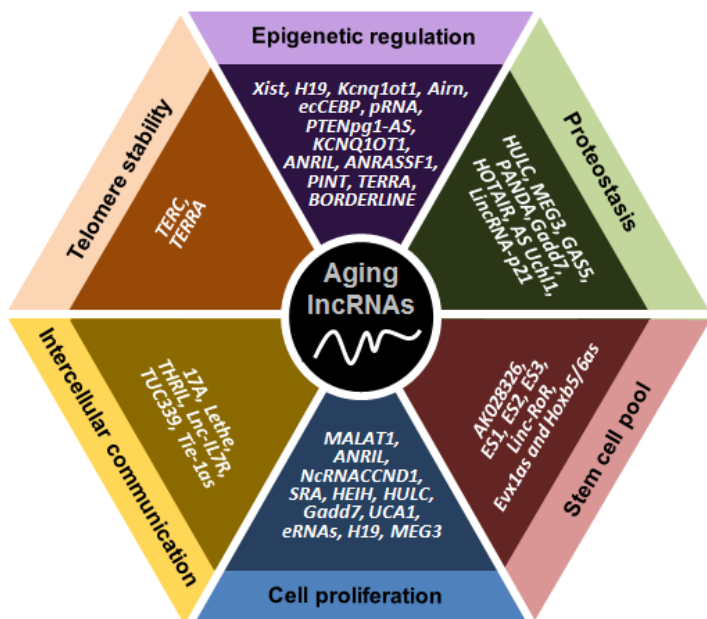 Epigenetic regulation
Xist, H19, Kcnq1ot1, Airn,
ecCEBP, pRNA,
PTENpg1-AS,
KCNQ1OT1,
ANRIL, ANRASSF1,
PINT, TERRA,
BORDERLINE
Proteostasis
HULC, MEG3, GAS5,
PANDA, Gadd7,
HOTAIR, AS Uchl1,
LincRNA-p21
Stem cell pool
AK028326,
ES1, ES2, ES3,
Linc-RoR,
Evx1as and Hoxb5/6as
Cell proliferation
MALAT1,
ANRIL,
NcRNACCND1,
SRA, HEIH, HULC,
Gadd7, UCA1,
eRNAs, H19, MEG3
Intercellular communication
17A, Lethe,
THRIL, Lnc-IL7R,
TUC339, Tie-1as
Telomere stability
TERC,
TERRA
Aging
lncRNAs